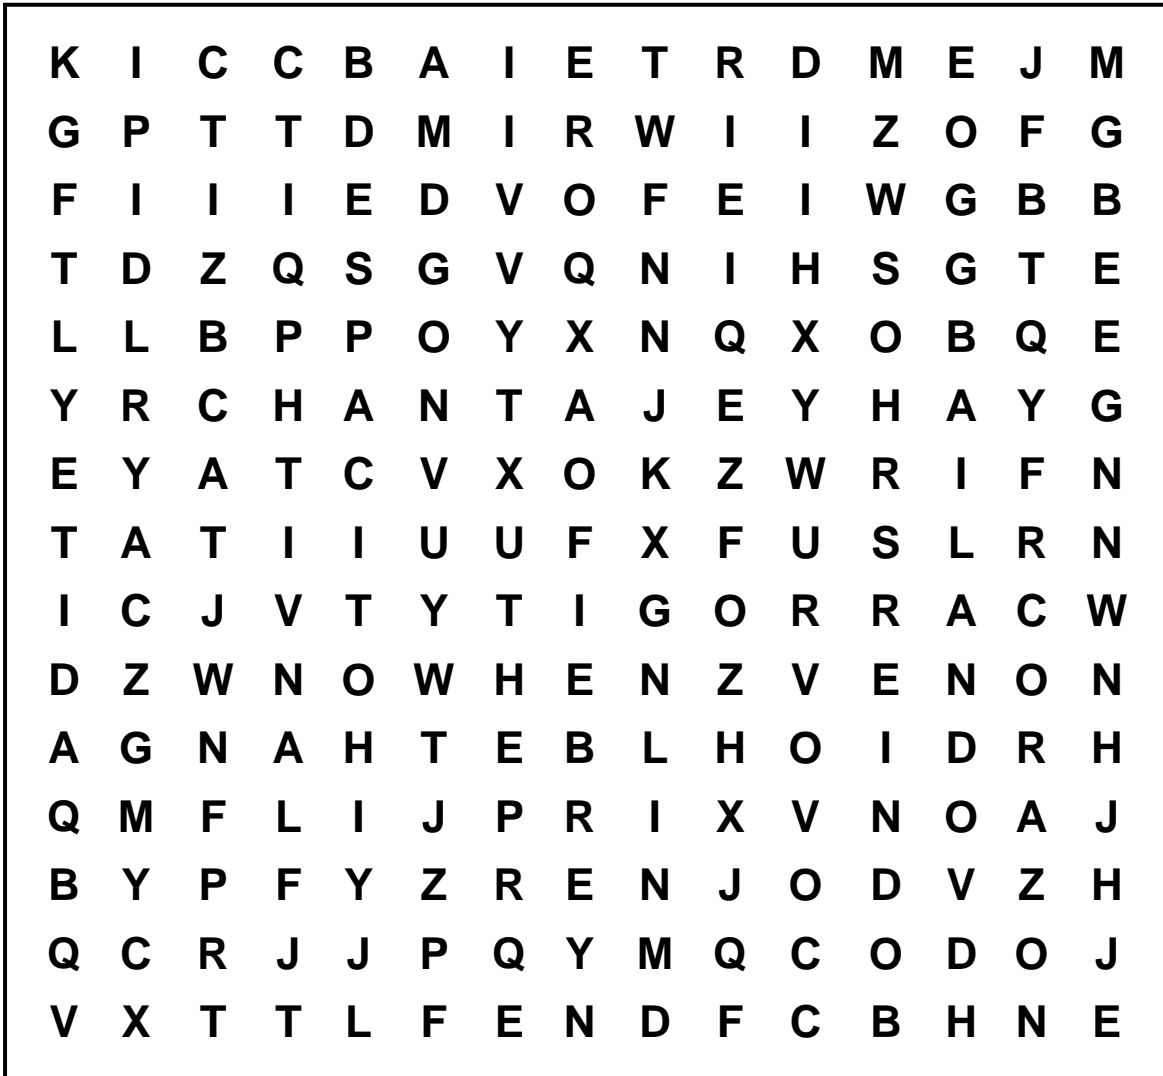 K I C C B A I E T R D M E J M
G P T T D M I R W I I Z O F G
F I I I E D V O F E I W G B B
T D Z Q S G V Q N I H S G T E
L L B P P O Y X N Q X O B Q E
Y R C H A N T A J E Y H A Y G
E Y A T C V X O K Z W R I F N
T A T I I U U F X F U S L R N
I C J V T Y T I G O R R A C W
D Z W N O W H E N Z V E N O N
A G N A H T E B L H O I D R H
Q M F L I J P R I X V N O A J
B Y P F Y Z R E N J O D V Z H
Q C R J J P Q Y M Q C O D O J
V X T T L F E N D F C B H N E